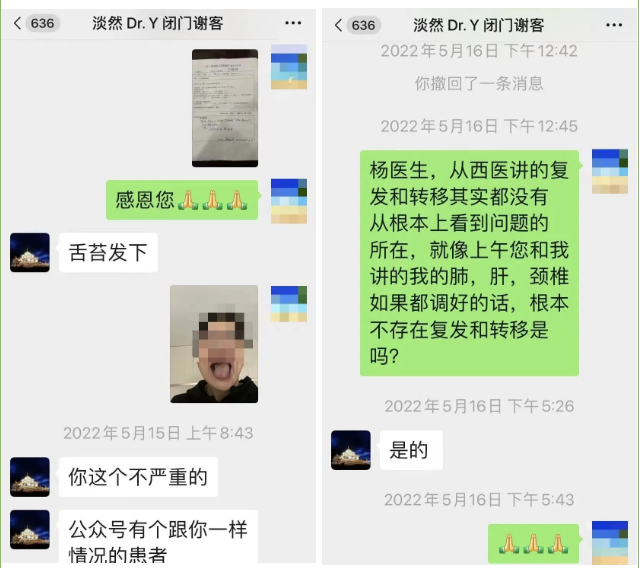 636
淡然 Dr. Y 闭门谢客
感恩您🙏🙏🙏
舌苔发下
2022年5月15日 上午 8:43
你这个不严重的
公众号有个跟你一样
情况的患者
636
淡然 Dr. Y 闭门谢客
2022年5月16日 下午 12:42
你撤回了一条消息
2022年5月16日 下午 12:45
杨医生，从西医讲的复
发和转移其实都没有
从根本上看到问题的
所在，就像上午您和我
讲的我的肺，肝，颈椎
如果都调好的话，根本
不存在复发和转移是
吗？
2022年5月16日 下午 5:26
是的
2022年5月16日 下午 5:43
🙏🙏🙏